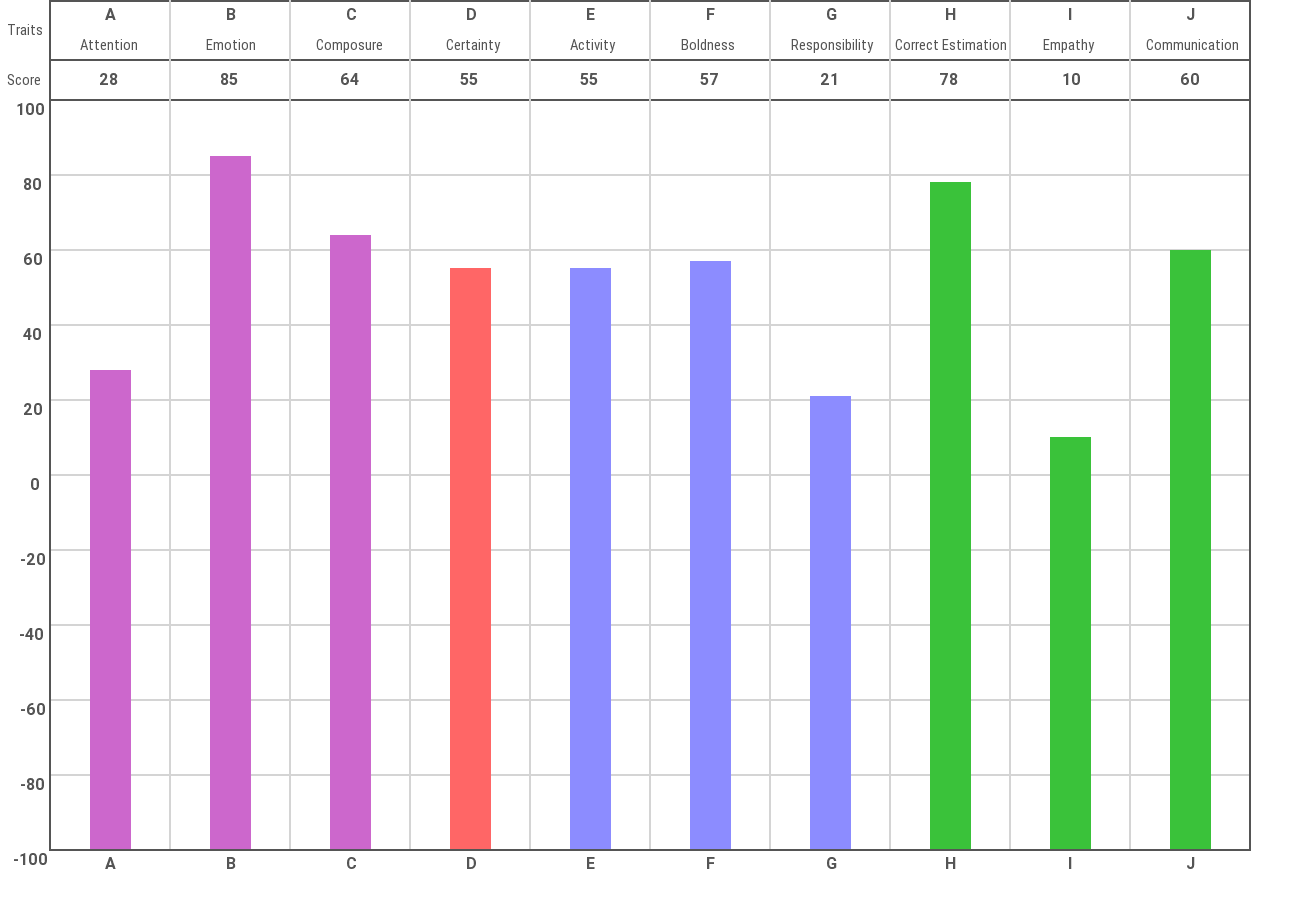 Traits A B C D E F G H I J
Attention Emotion Composure Certainty Activity Boldness Responsibility Correct Estimation Empathy Communication
Score 28 85 64 55 55 57 21 78 10 60
100
80
60
40
20
0
-20
-40
-60
-80
-100
A B C D E F G H I J